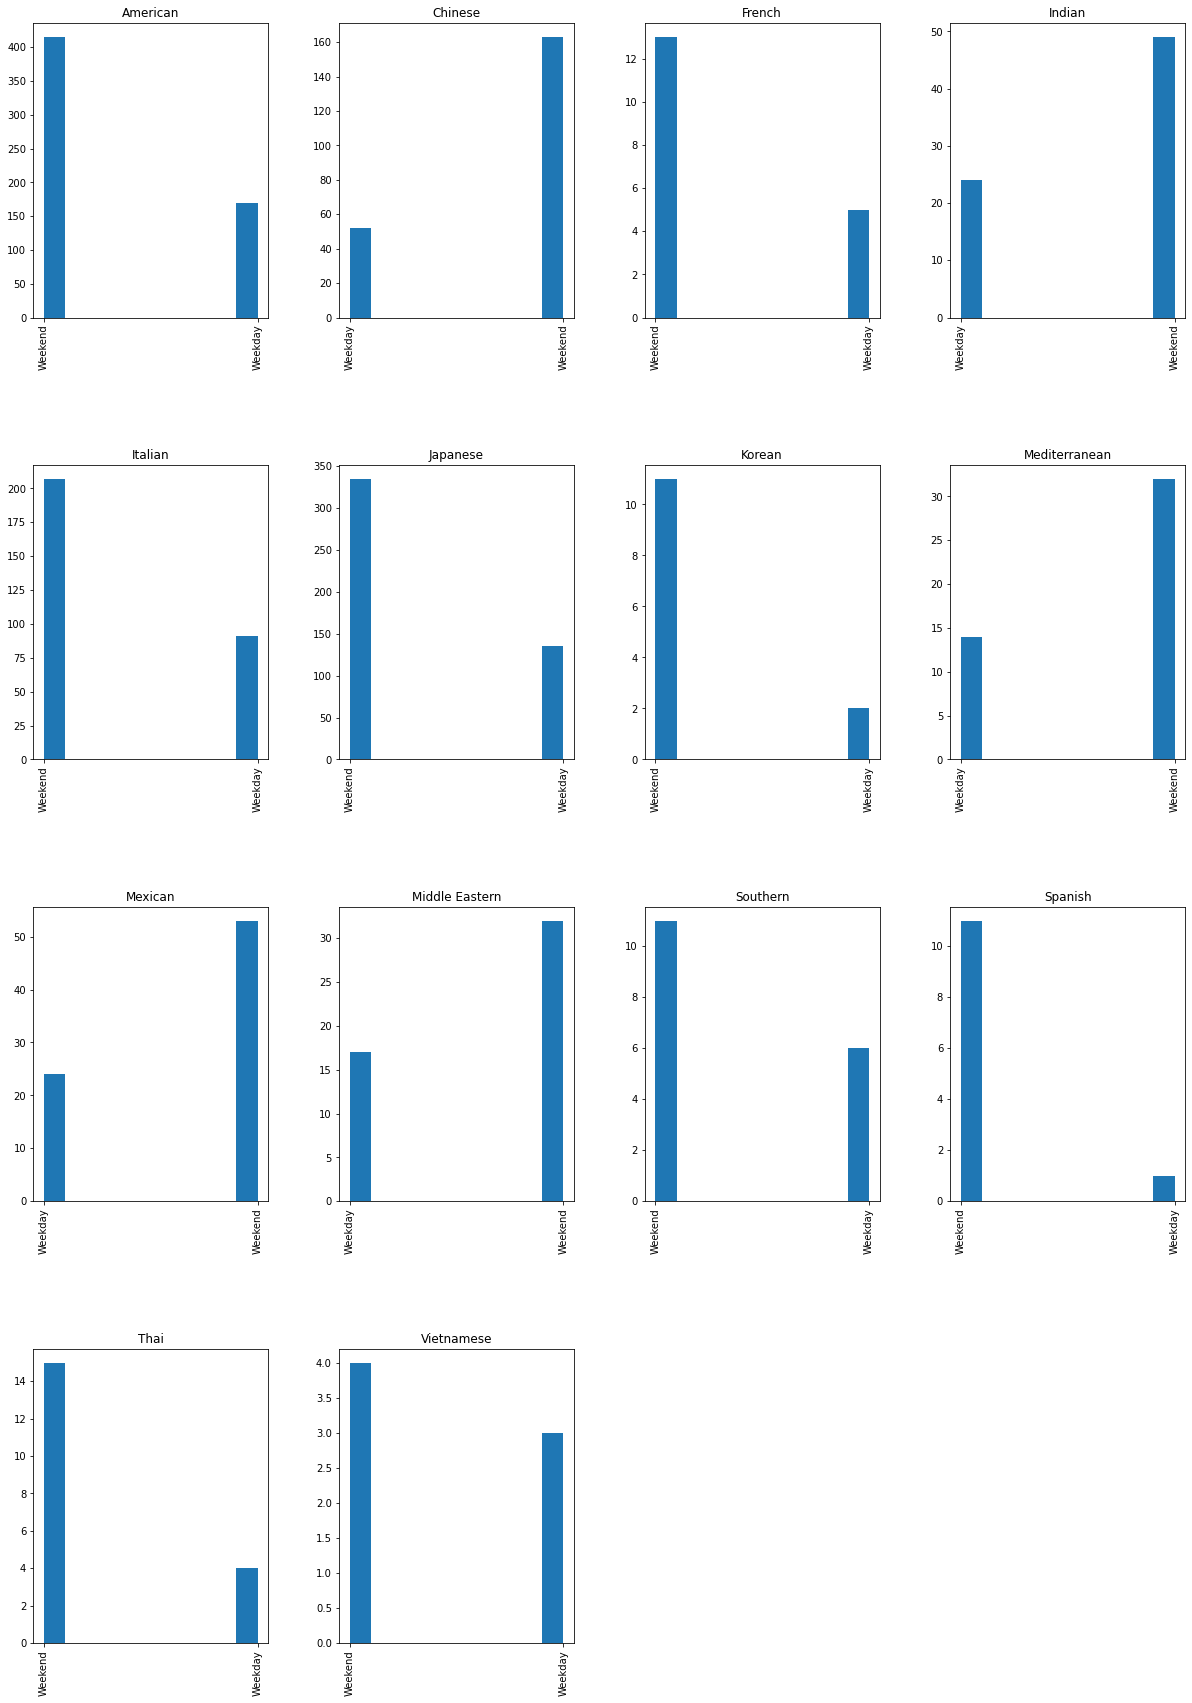 American
400
350
300
250
200
150
100
50
0
Weekend
Weekday
Chinese
160
140
120
100
80
60
40
20
0
Weekday
Weekend
French
12
10
8
6
4
2
0
Weekend
Weekday
Indian
50
40
30
20
10
0
Weekday
Weekend
Italian
200
175
150
125
100
75
50
25
0
Weekend
Weekday
Japanese
350
300
250
200
150
100
50
0
Weekend
Weekday
Korean
10
8
6
4
2
0
Weekend
Weekday
Mediterranean
30
25
20
15
10
5
0
Weekday
Weekend
Mexican
50
40
30
20
10
0
Weekday
Weekend
Middle Eastern
30
25
20
15
10
5
0
Weekday
Weekend
Southern
10
8
6
4
2
0
Weekend
Weekday
Spanish
10
8
6
4
2
0
Weekend
Weekday
Thai
14
12
10
8
6
4
2
0
Weekend
Weekday
Vietnamese
4.0
3.5
3.0
2.5
2.0
1.5
1.0
0.5
0.0
Weekend
Weekday